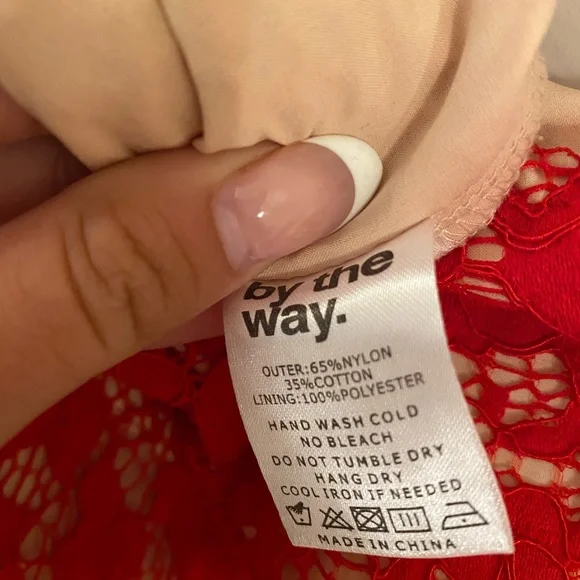 by the
way.
OUTER:65%NYLON
35%COTTON
LINING:100%POLYESTER
HAND WASH COLD
NO BLEACH
DO NOT TUMBLE DRY
HANG DRY
COOL IRON IF NEEDED
MADE IN CHINA